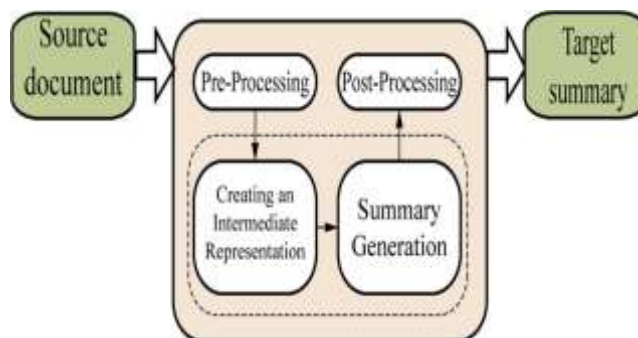 Source
document
Pre-Processing
Post-Processing
Target
summary
Creating an
Intermediate
Representation
Summary
Generation